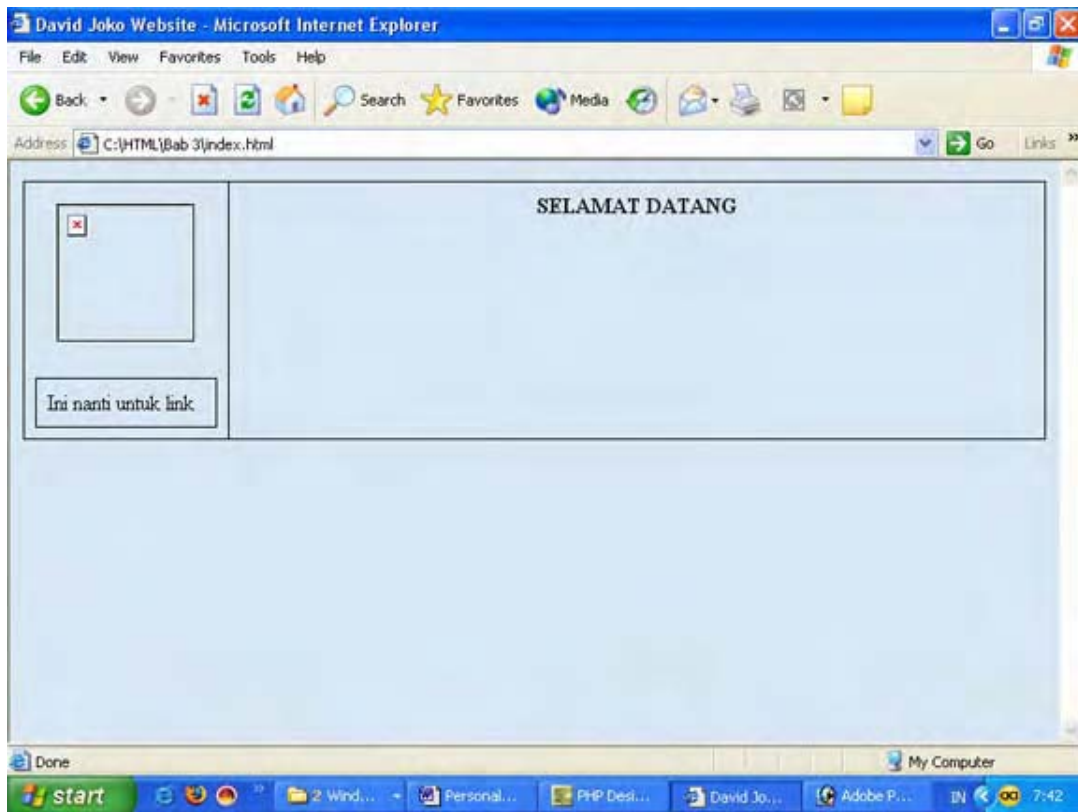 David Joko Website - Microsoft Internet Explorer
File Edit View Favorites Tools Help
Back Search Favorites Media
Address C:\HTML\Bab 3\index.html Go Links »
SELAMAT DATANG
Ini nanti untuk link
Done My Computer
start » 2 Wind... Personal... PHP Desi... David Jo... Adobe P... IN 7:42